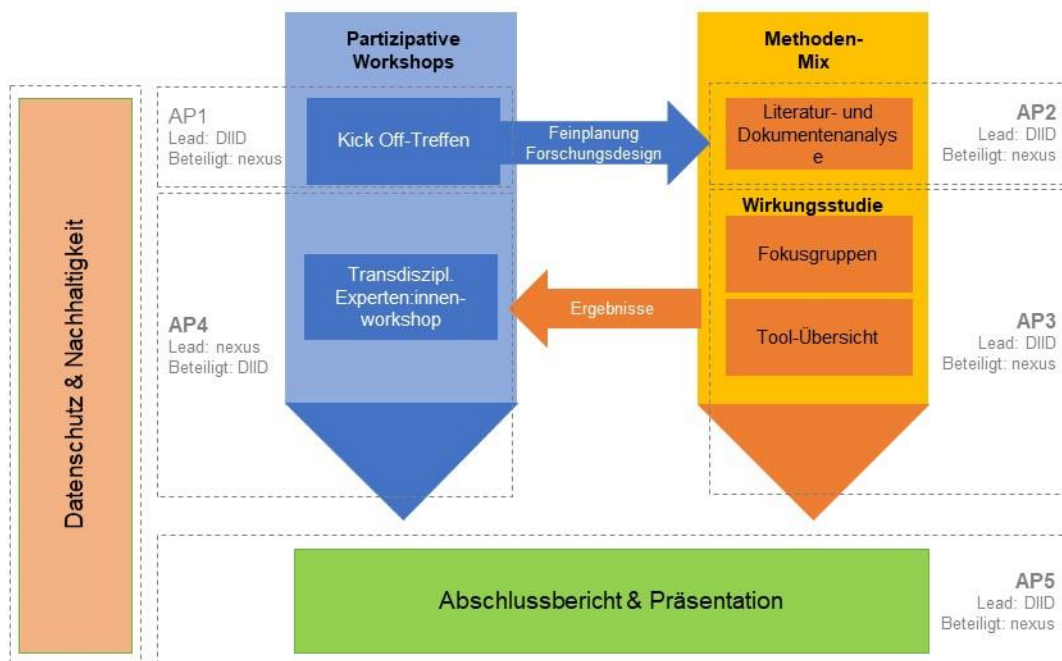 Partizipative
Workshops
Methoden-
Mix
AP1
Lead: DIID
Beteiligt: nexus
Kick Off-Treffen
Feinplanung
Forschungsdesign
Literatur- und
Dokumentenanalys
e
AP2
Lead: DIID
Beteiligt: nexus
Datenschutz & Nachhaltigkeit
AP4
Lead: nexus
Beteiligt: DIID
Transdiszipl.
Experten:innen-
workshop
Ergebnisse
Wirkungsstudie
Fokusgruppen
Tool-Übersicht
AP3
Lead: DIID
Beteiligt: nexus
Abschlussbericht & Präsentation
AP5
Lead: DIID
Beteiligt: nexus